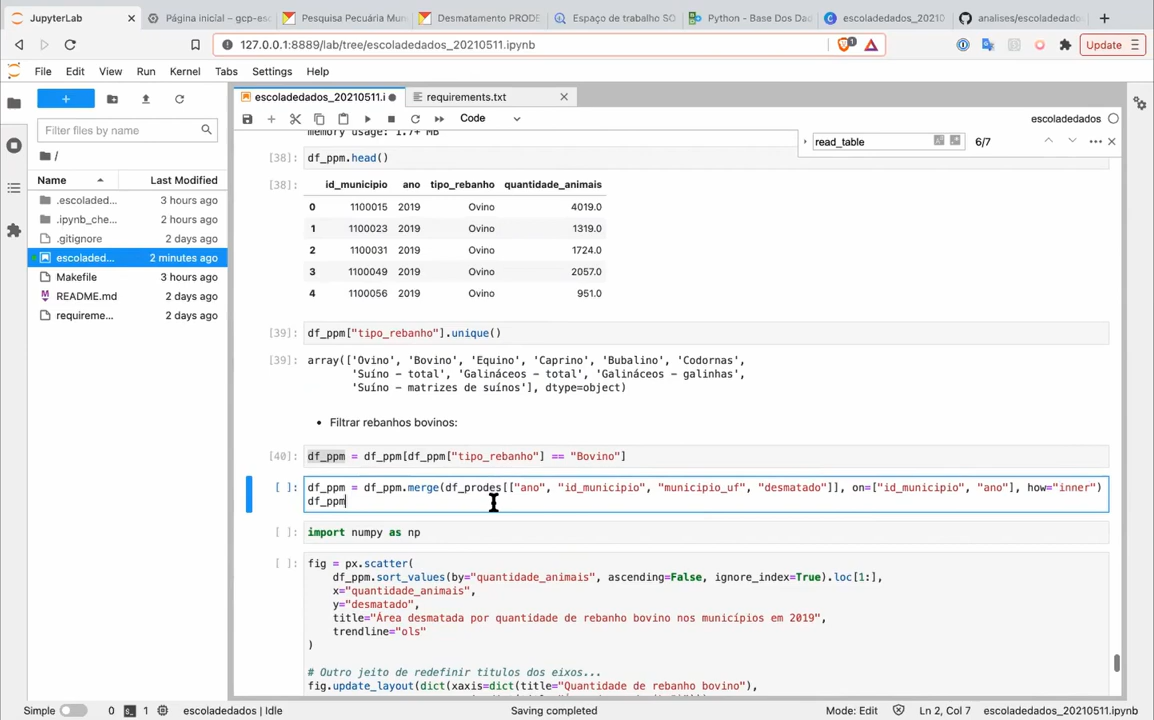 JupyterLab
Página inicial – gcp-esc
Pesquisa Pecuária Mun
Desmatamento PRODE
Espaço de trabalho SQ
Python - Base Dos Dad
escoladedados_20210
analises/escoladedado
127.0.0.1:8889/lab/tree/escoladedados_20210511.ipynb
1
Update
File Edit View Run Kernel Tabs Settings Help
escoladedados_20210511.i
requirements.txt
Code
escoladedados
Filter files by name
/
Name Last Modified
.escoladed... 3 hours ago
.ipynb_che... 2 hours ago
.gitignore 2 days ago
escoladed... 2 minutes ago
Makefile 3 hours ago
README.md 2 days ago
requireme... 2 days ago
read_table
6/7
memory usage: 1.7+ MB
[38]: df_ppm.head()
[38]: id_municipio ano tipo_rebanho quantidade_animais
0 1100015 2019 Ovino 4019.0
1 1100023 2019 Ovino 1319.0
2 1100031 2019 Ovino 1724.0
3 1100049 2019 Ovino 2057.0
4 1100056 2019 Ovino 951.0
[39]: df_ppm["tipo_rebanho"].unique()
[39]: array(['Ovino', 'Bovino', 'Equino', 'Caprino', 'Bubalino', 'Codornas',
'Suíno - total', 'Galináceos - total', 'Galináceos - galinhas',
'Suíno - matrizes de suínos'], dtype=object)
• Filtrar rebanhos bovinos:
[40]: df_ppm = df_ppm[df_ppm["tipo_rebanho"] == "Bovino"]
[ ]: df_ppm = df_ppm.merge(df_prodes[["ano", "id_municipio", "municipio_uf", "desmatado"]], on=["id_municipio", "ano"], how="inner")
df_ppm
[ ]: import numpy as np
[ ]: fig = px.scatter(
df_ppm.sort_values(by="quantidade_animais", ascending=False, ignore_index=True).loc[1:],
x="quantidade_animais",
y="desmatado",
title="Área desmatada por quantidade de rebanho bovino nos municípios em 2019",
trendline="ols"
)
# Outro jeito de redefinir titulos dos eixos...
fig.update_layout(dict(xaxis=dict(title="Quantidade de rebanho bovino"),
Simple 0 1 escoladedados | Idle Saving completed Mode: Edit Ln 2, Col 7 escoladedados_20210511.ipynb